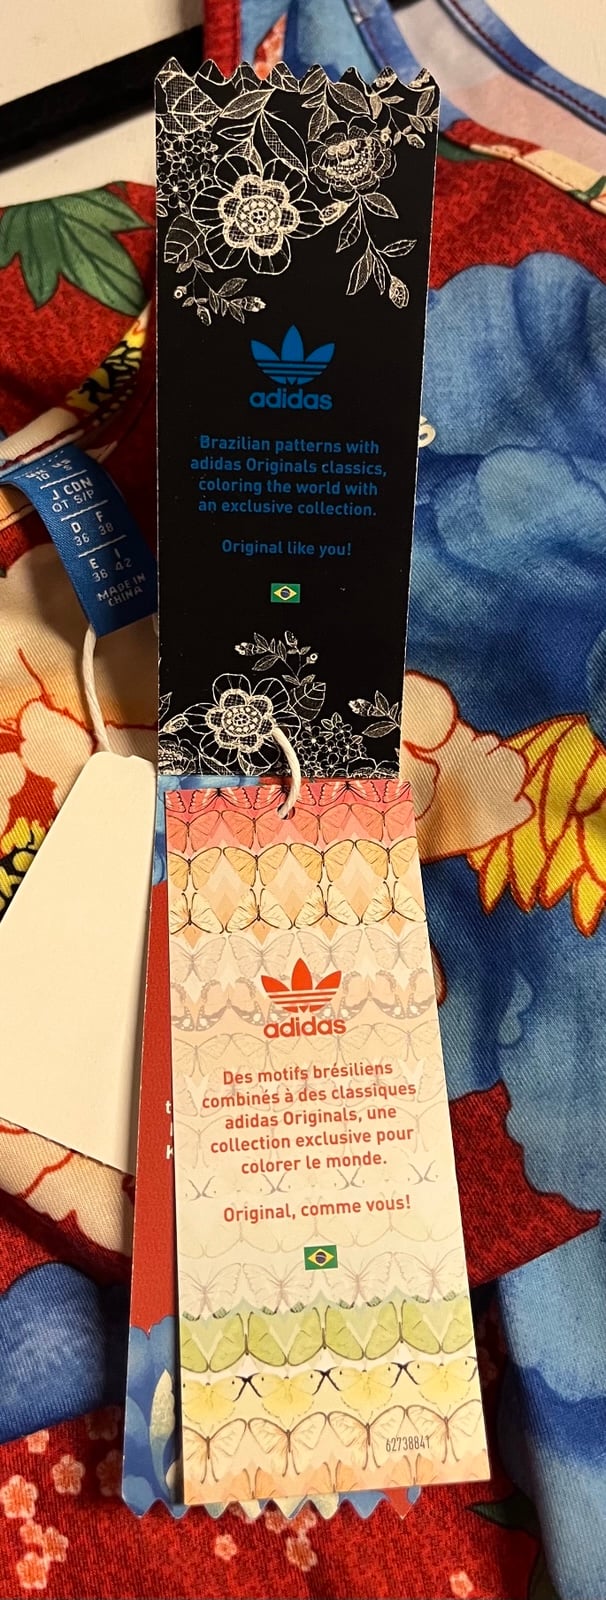 adidas
Brazilian patterns with
adidas Originals classics,
coloring the world with
an exclusive collection.
Original like you!
J CDN
OT S/P
D F
36 38
E I
36 42
MADE IN
CHINA
adidas
Des motifs brésiliens
combinés à des classiques
adidas Originals, une
collection exclusive pour
colorer le monde.
Original, comme vous!
62738841